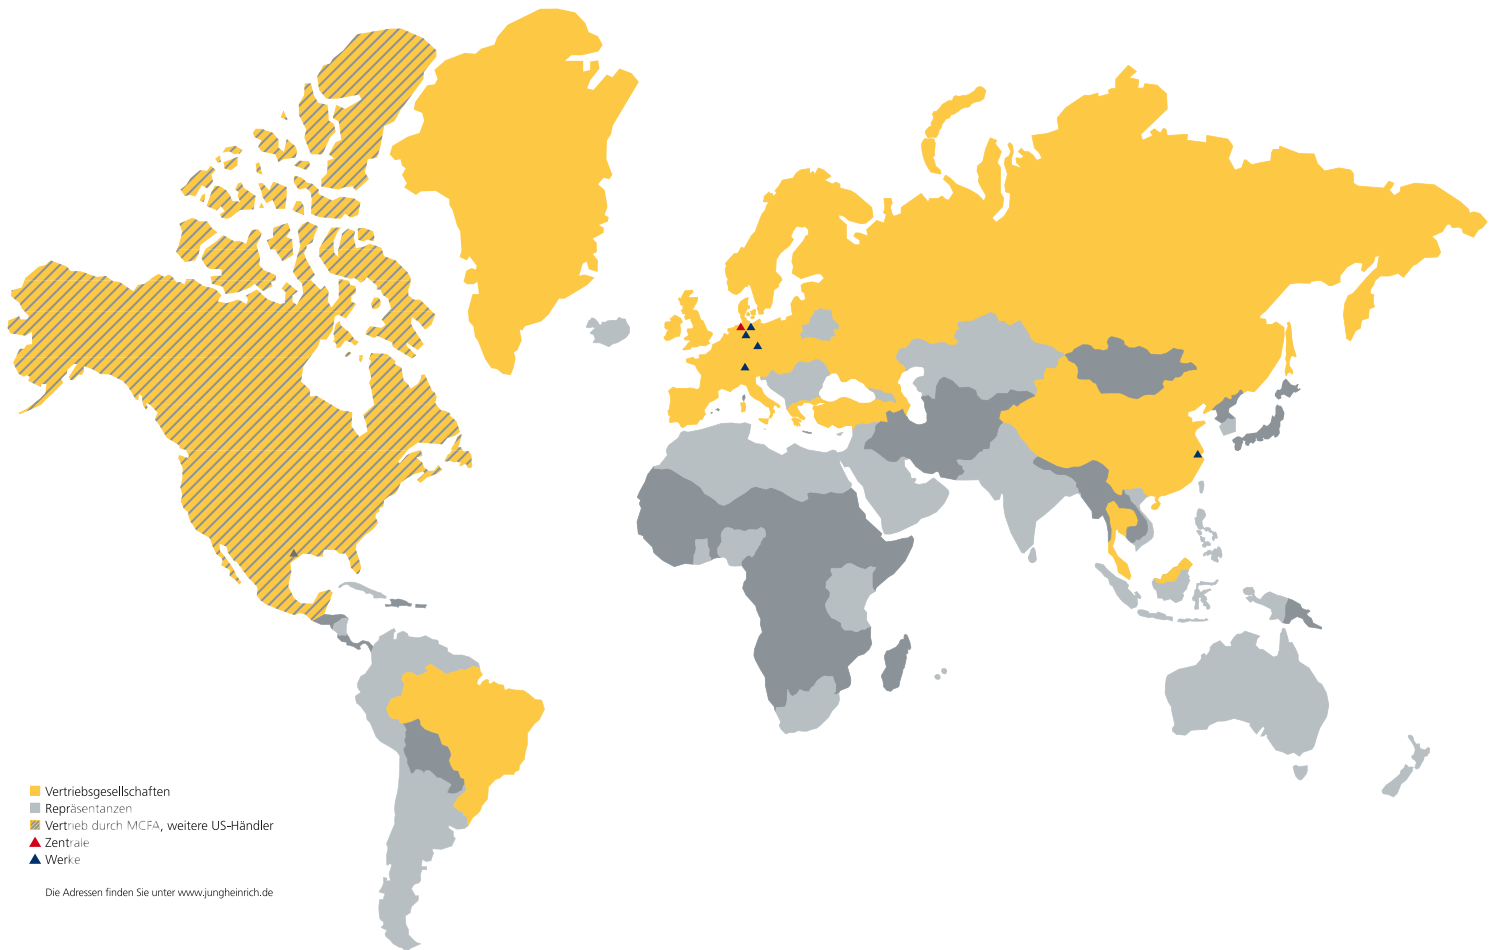 Vertriebsgesellschaften
Repräsentanzen
Vertrieb durch MCFA, weitere US-Händler
Zentrale
Werke
Die Adressen finden Sie unter www.jungheinrich.de